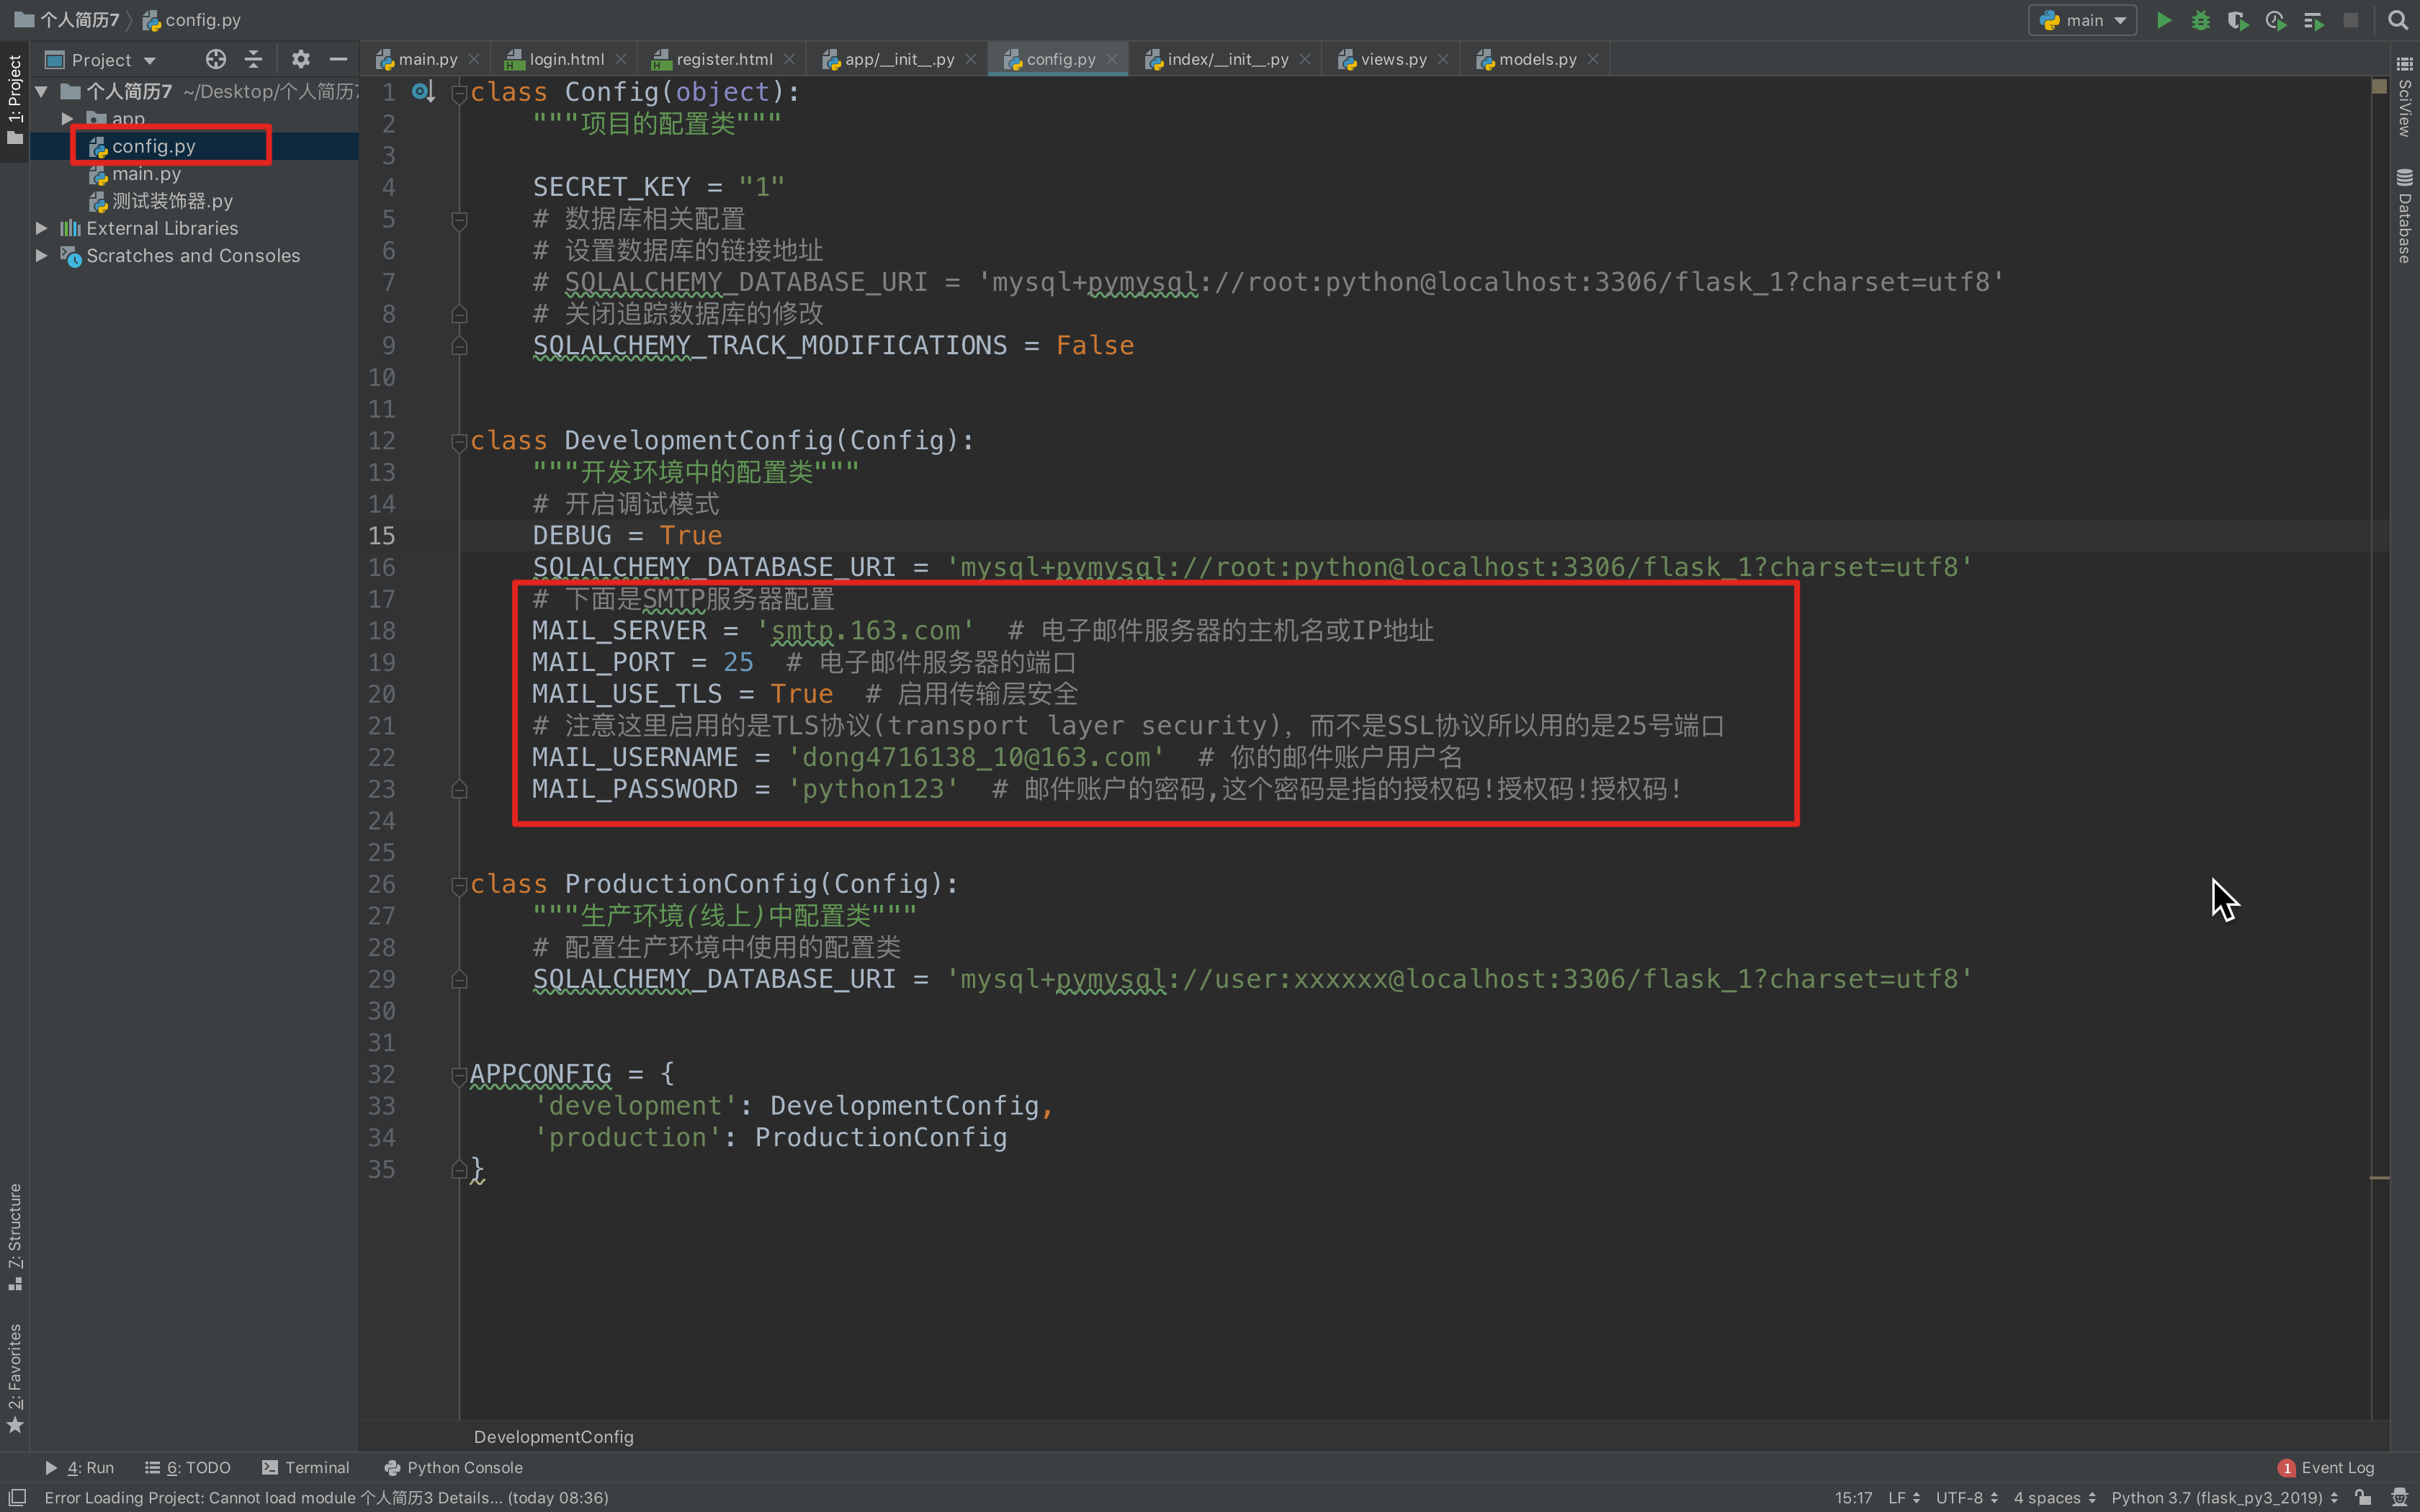 个人简历7 config.py main
1: Project
Project
main.py login.html register.html app/__init__.py config.py index/__init__.py views.py models.py
个人简历7 ~/Desktop/个人简历7
app
config.py
main.py
测试装饰器.py
External Libraries
Scratches and Consoles
1 class Config(object):
2 """项目的配置类"""
3
4 SECRET_KEY = "1"
5 # 数据库相关配置
6 # 设置数据库的链接地址
7 # SQLALCHEMY_DATABASE_URI = 'mysql+pymysql://root:python@localhost:3306/flask_1?charset=utf8'
8 # 关闭追踪数据库的修改
9 SQLALCHEMY_TRACK_MODIFICATIONS = False
10
11
12 class DevelopmentConfig(Config):
13 """开发环境中的配置类"""
14 # 开启调试模式
15 DEBUG = True
16 SQLALCHEMY_DATABASE_URI = 'mysql+pymysql://root:python@localhost:3306/flask_1?charset=utf8'
17 # 下面是SMTP服务器配置
18 MAIL_SERVER = 'smtp.163.com' # 电子邮件服务器的主机名或IP地址
19 MAIL_PORT = 25 # 电子邮件服务器的端口
20 MAIL_USE_TLS = True # 启用传输层安全
21 # 注意这里启用的是TLS协议(transport layer security)，而不是SSL协议所以用的是25号端口
22 MAIL_USERNAME = 'dong4716138_10@163.com' # 你的邮件账户用户名
23 MAIL_PASSWORD = 'python123' # 邮件账户的密码,这个密码是指的授权码!授权码!授权码!
24
25
26 class ProductionConfig(Config):
27 """生产环境(线上)中配置类"""
28 # 配置生产环境中使用的配置类
29 SQLALCHEMY_DATABASE_URI = 'mysql+pymysql://user:xxxxxx@localhost:3306/flask_1?charset=utf8'
30
31
32 APPCONFIG = {
33 'development': DevelopmentConfig,
34 'production': ProductionConfig
35 }
SciView
Database
7: Structure
2: Favorites
DevelopmentConfig
4: Run 6: TODO Terminal Python Console 1 Event Log
Error Loading Project: Cannot load module 个人简历3 Details... (today 08:36) 15:17 LF UTF-8 4 spaces Python 3.7 (flask_py3_2019)